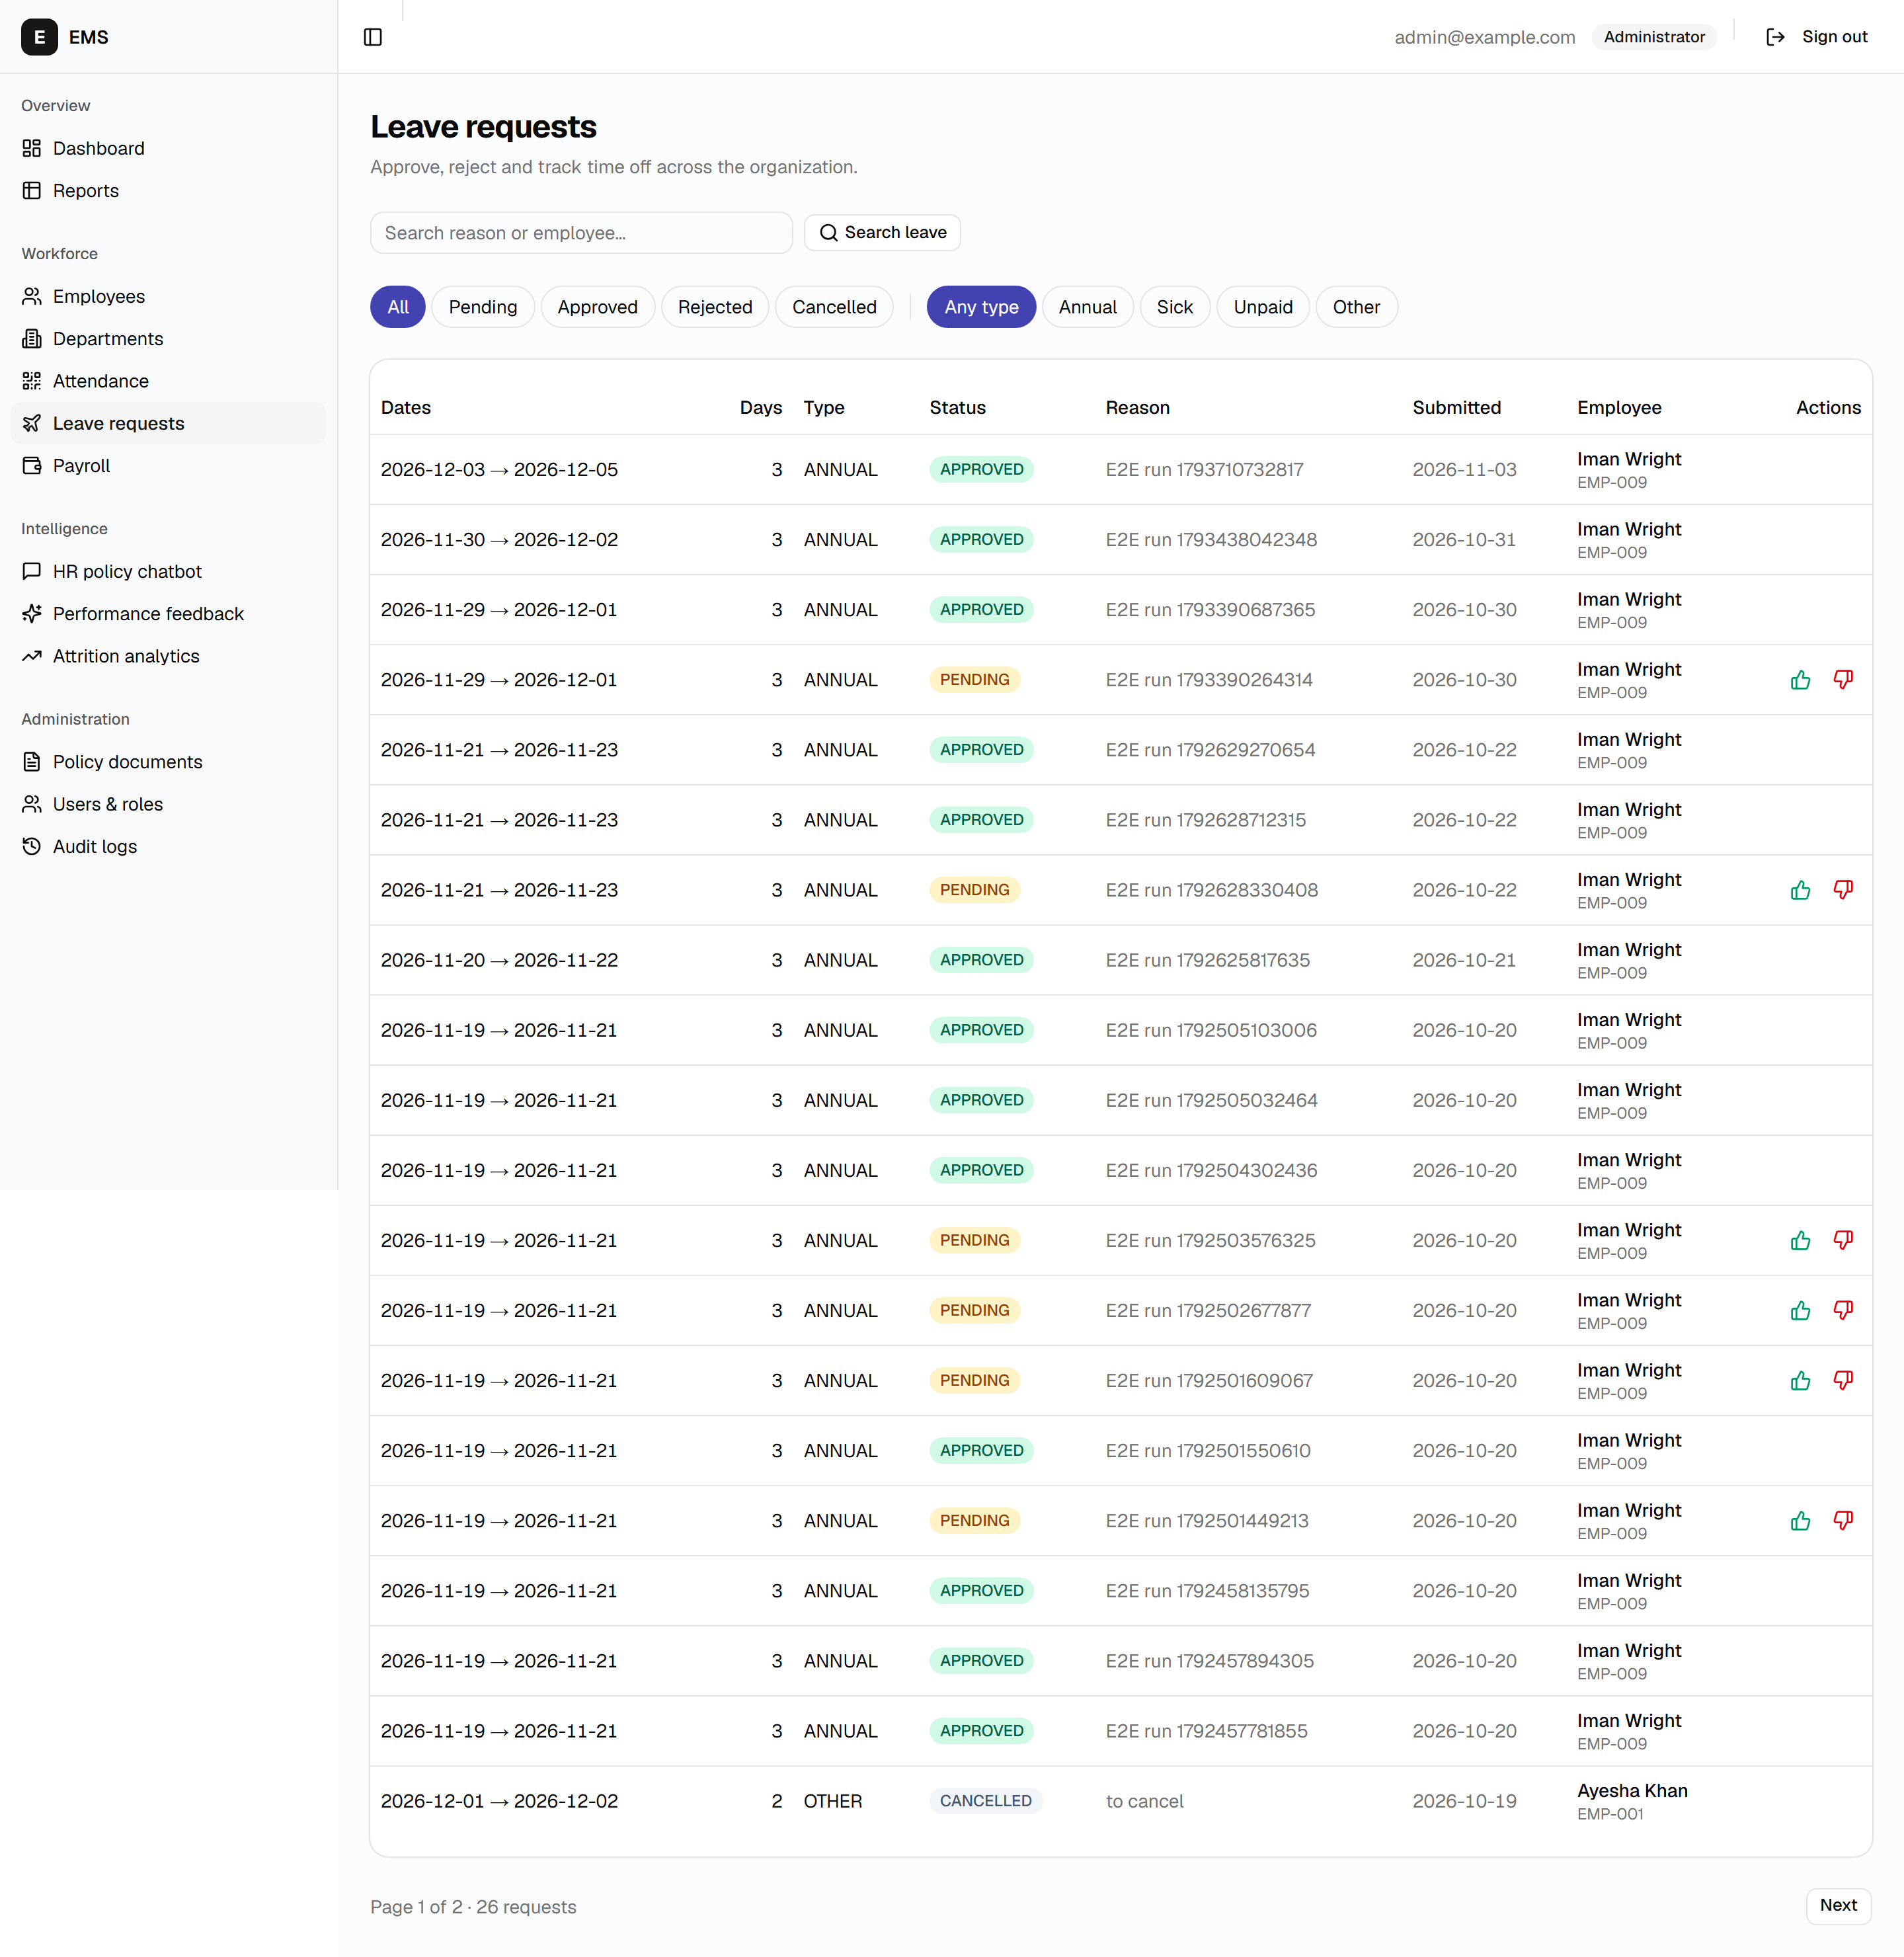 E EMS
admin@example.com Administrator Sign out
Overview
Dashboard
Reports
Workforce
Employees
Departments
Attendance
Leave requests
Payroll
Intelligence
HR policy chatbot
Performance feedback
Attrition analytics
Administration
Policy documents
Users & roles
Audit logs
Leave requests
Approve, reject and track time off across the organization.
Search reason or employee... Search leave
All Pending Approved Rejected Cancelled Any type Annual Sick Unpaid Other
Dates Days Type Status Reason Submitted Employee Actions
2026-12-03 → 2026-12-05 3 ANNUAL APPROVED E2E run 1793710732817 2026-11-03 Iman Wright
EMP-009
2026-11-30 → 2026-12-02 3 ANNUAL APPROVED E2E run 1793438042348 2026-10-31 Iman Wright
EMP-009
2026-11-29 → 2026-12-01 3 ANNUAL APPROVED E2E run 1793390687365 2026-10-30 Iman Wright
EMP-009
2026-11-29 → 2026-12-01 3 ANNUAL PENDING E2E run 1793390264314 2026-10-30 Iman Wright
EMP-009
2026-11-21 → 2026-11-23 3 ANNUAL APPROVED E2E run 1792629270654 2026-10-22 Iman Wright
EMP-009
2026-11-21 → 2026-11-23 3 ANNUAL APPROVED E2E run 1792628712315 2026-10-22 Iman Wright
EMP-009
2026-11-21 → 2026-11-23 3 ANNUAL PENDING E2E run 1792628330408 2026-10-22 Iman Wright
EMP-009
2026-11-20 → 2026-11-22 3 ANNUAL APPROVED E2E run 1792625817635 2026-10-21 Iman Wright
EMP-009
2026-11-19 → 2026-11-21 3 ANNUAL APPROVED E2E run 1792505103006 2026-10-20 Iman Wright
EMP-009
2026-11-19 → 2026-11-21 3 ANNUAL APPROVED E2E run 1792505032464 2026-10-20 Iman Wright
EMP-009
2026-11-19 → 2026-11-21 3 ANNUAL APPROVED E2E run 1792504302436 2026-10-20 Iman Wright
EMP-009
2026-11-19 → 2026-11-21 3 ANNUAL PENDING E2E run 1792503576325 2026-10-20 Iman Wright
EMP-009
2026-11-19 → 2026-11-21 3 ANNUAL PENDING E2E run 1792502677877 2026-10-20 Iman Wright
EMP-009
2026-11-19 → 2026-11-21 3 ANNUAL PENDING E2E run 1792501609067 2026-10-20 Iman Wright
EMP-009
2026-11-19 → 2026-11-21 3 ANNUAL APPROVED E2E run 1792501550610 2026-10-20 Iman Wright
EMP-009
2026-11-19 → 2026-11-21 3 ANNUAL PENDING E2E run 1792501449213 2026-10-20 Iman Wright
EMP-009
2026-11-19 → 2026-11-21 3 ANNUAL APPROVED E2E run 1792458135795 2026-10-20 Iman Wright
EMP-009
2026-11-19 → 2026-11-21 3 ANNUAL APPROVED E2E run 1792457894305 2026-10-20 Iman Wright
EMP-009
2026-11-19 → 2026-11-21 3 ANNUAL APPROVED E2E run 1792457781855 2026-10-20 Iman Wright
EMP-009
2026-12-01 → 2026-12-02 2 OTHER CANCELLED to cancel 2026-10-19 Ayesha Khan
EMP-001
Page 1 of 2 · 26 requests Next